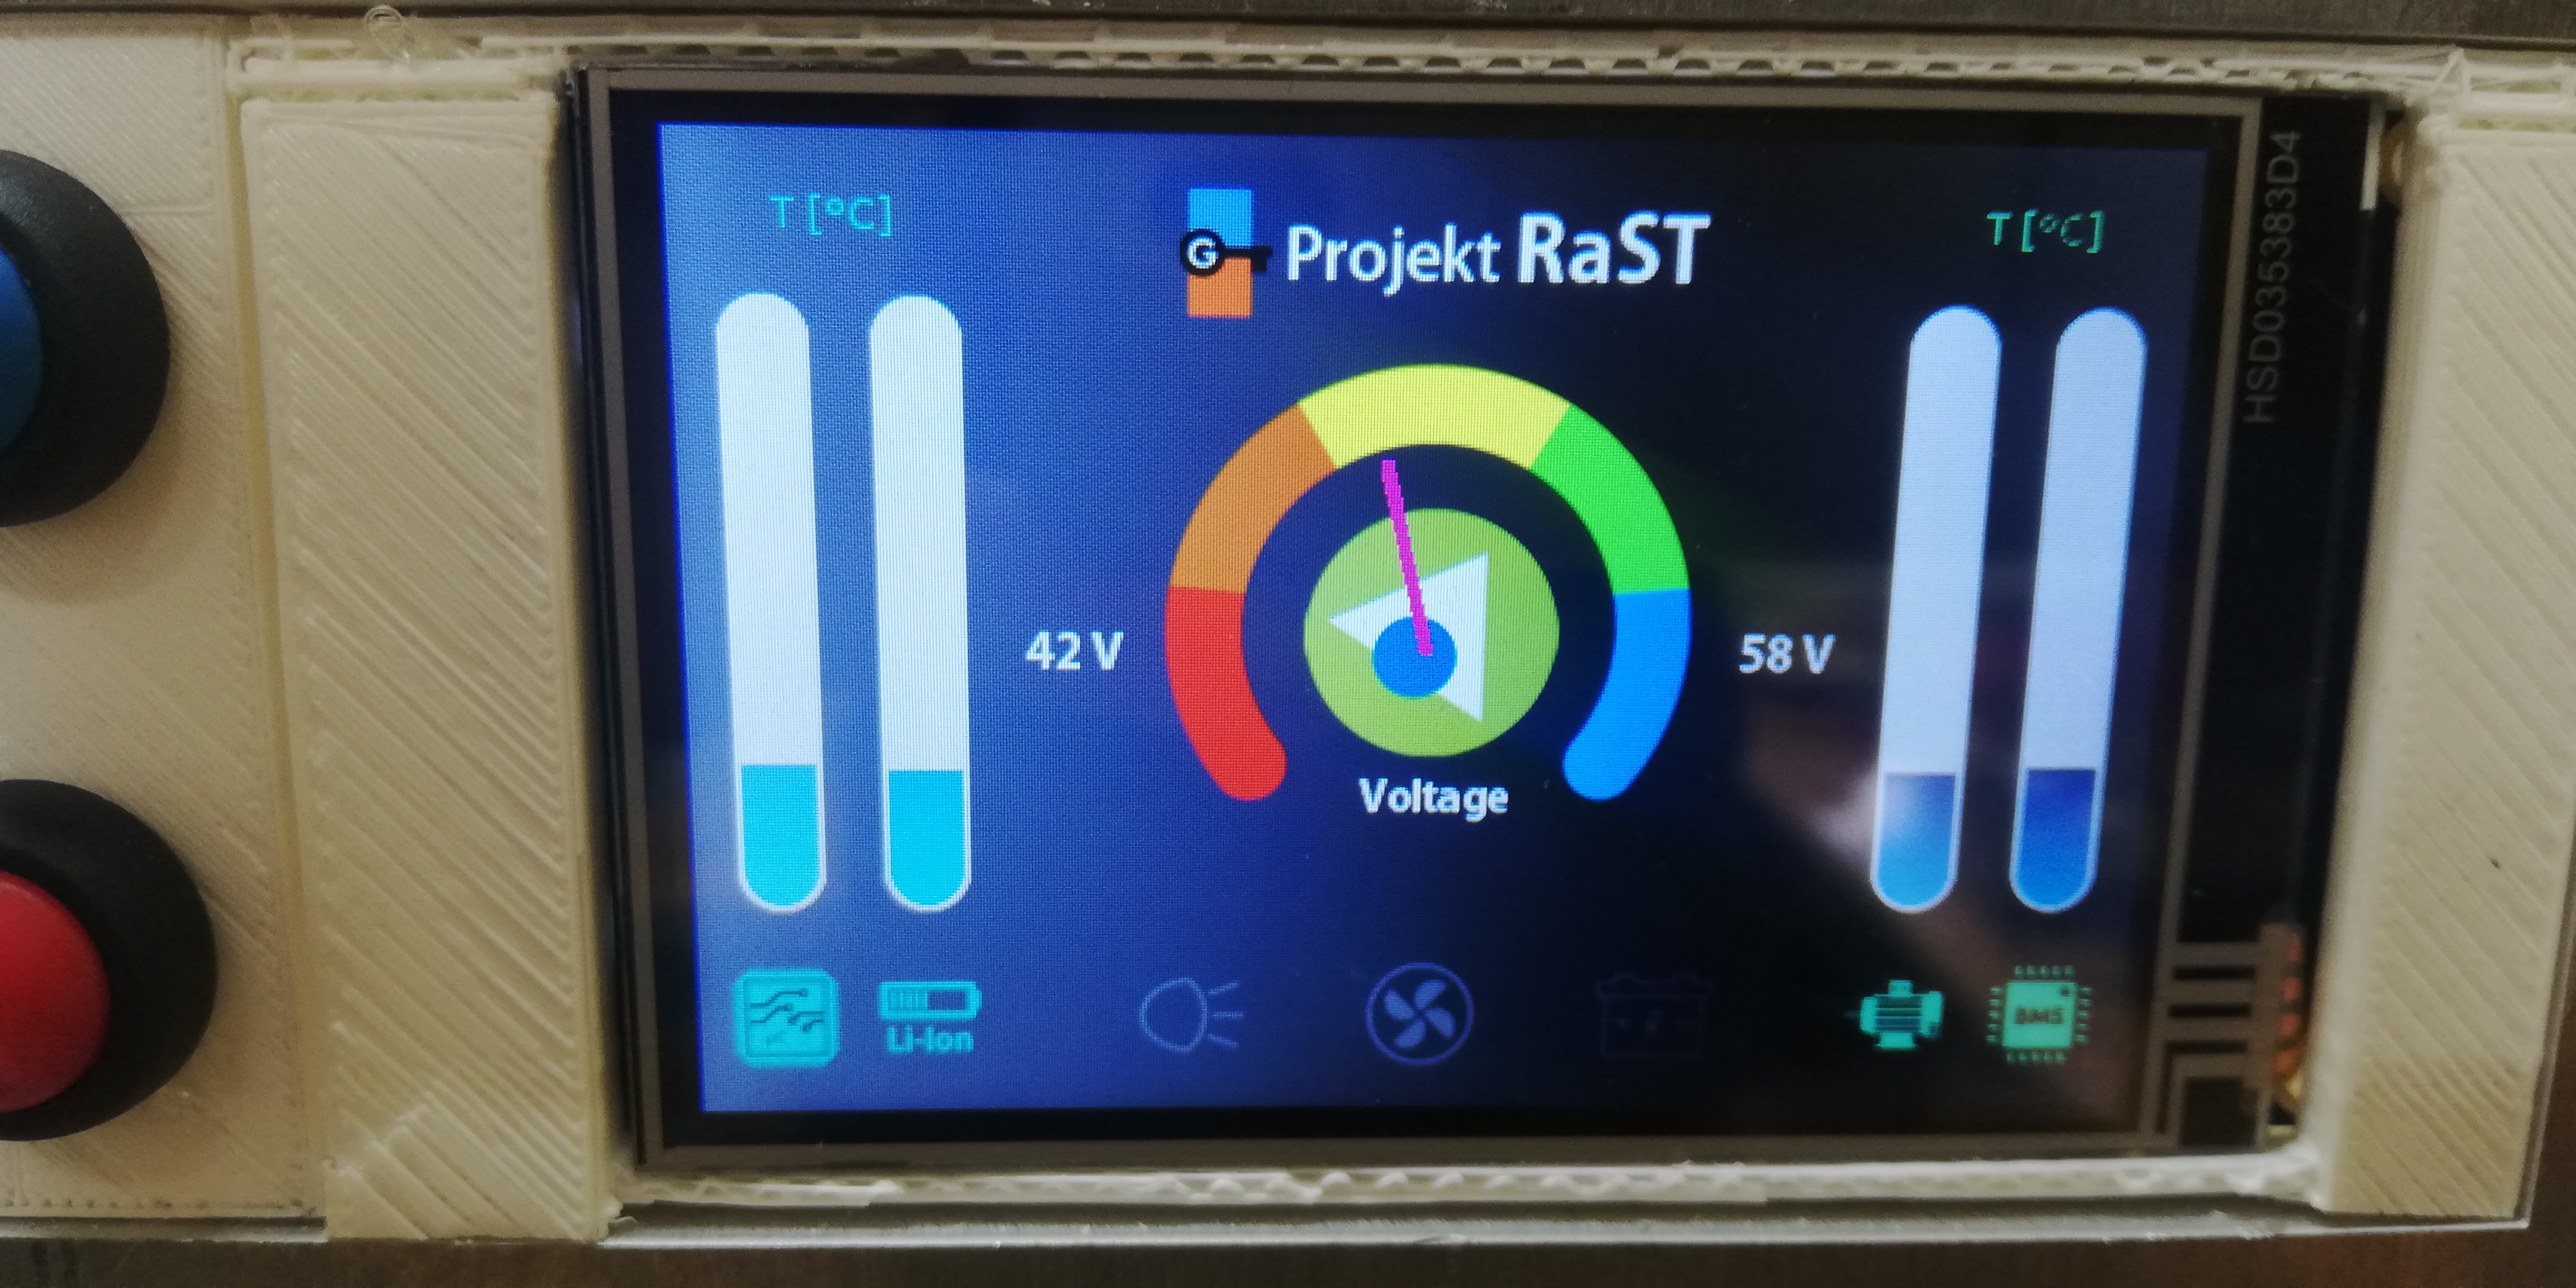 T [°C]
G Projekt RaST
T [°C]
42 V
58 V
Voltage
Li-Ion
BMS
HSD035383D4